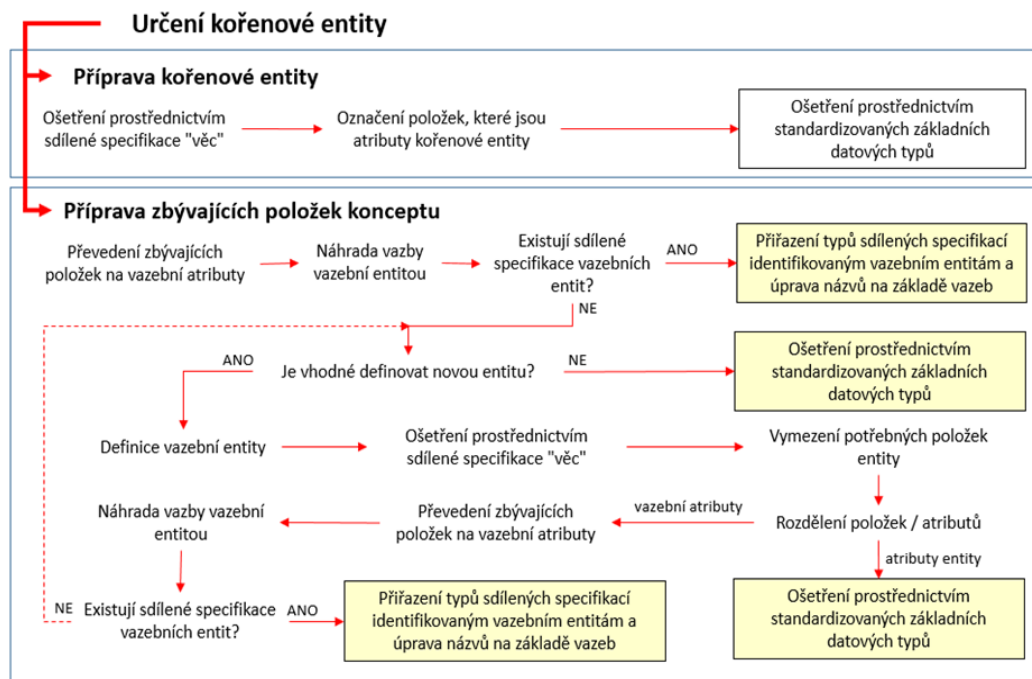 Určení kořenové entity
Příprava kořenové entity
Ošetření prostřednictvím
sdílené specifikace "věc"
Označení položek, které jsou
atributy kořenové entity
Ošetření prostřednictvím
standardizovaných základních
datových typů
Příprava zbývajících položek konceptu
Převedení zbývajících
položek na vazební atributy
Náhrada vazby
vazební entitou
Existují sdílené
specifikace vazebních
entit?
ANO
Přiřazení typů sdílených specifikací
identifikovaným vazebním entitám a
úprava názvů na základě vazeb
NE
Je vhodné definovat novou entitu?
ANO
NE
Ošetření prostřednictvím
standardizovaných základních
datových typů
Definice vazební entity
Ošetření prostřednictvím
sdílené specifikace "věc"
Vymezení potřebných položek
entity
Rozdělení položek / atributů
vazební atributy
Převedení zbývajících
položek na vazební atributy
Náhrada vazby vazební
entitou
atributy entity
Ošetření prostřednictvím
standardizovaných základních
datových typů
Existují sdílené specifikace
vazebních entit?
NE
ANO
Přiřazení typů sdílených specifikací
identifikovaným vazebním entitám a
úprava názvů na základě vazeb